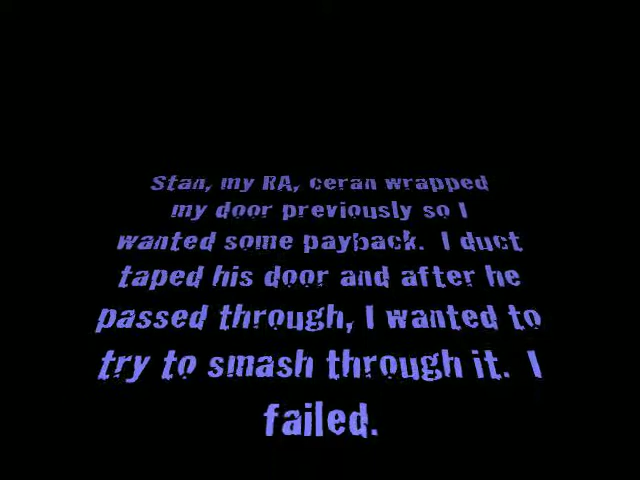 Stan, my RA, ceran wrapped
my door previously so I
wanted some payback. I duct
taped his door and after he
passed through, I wanted to
try to smash through it. I
failed.